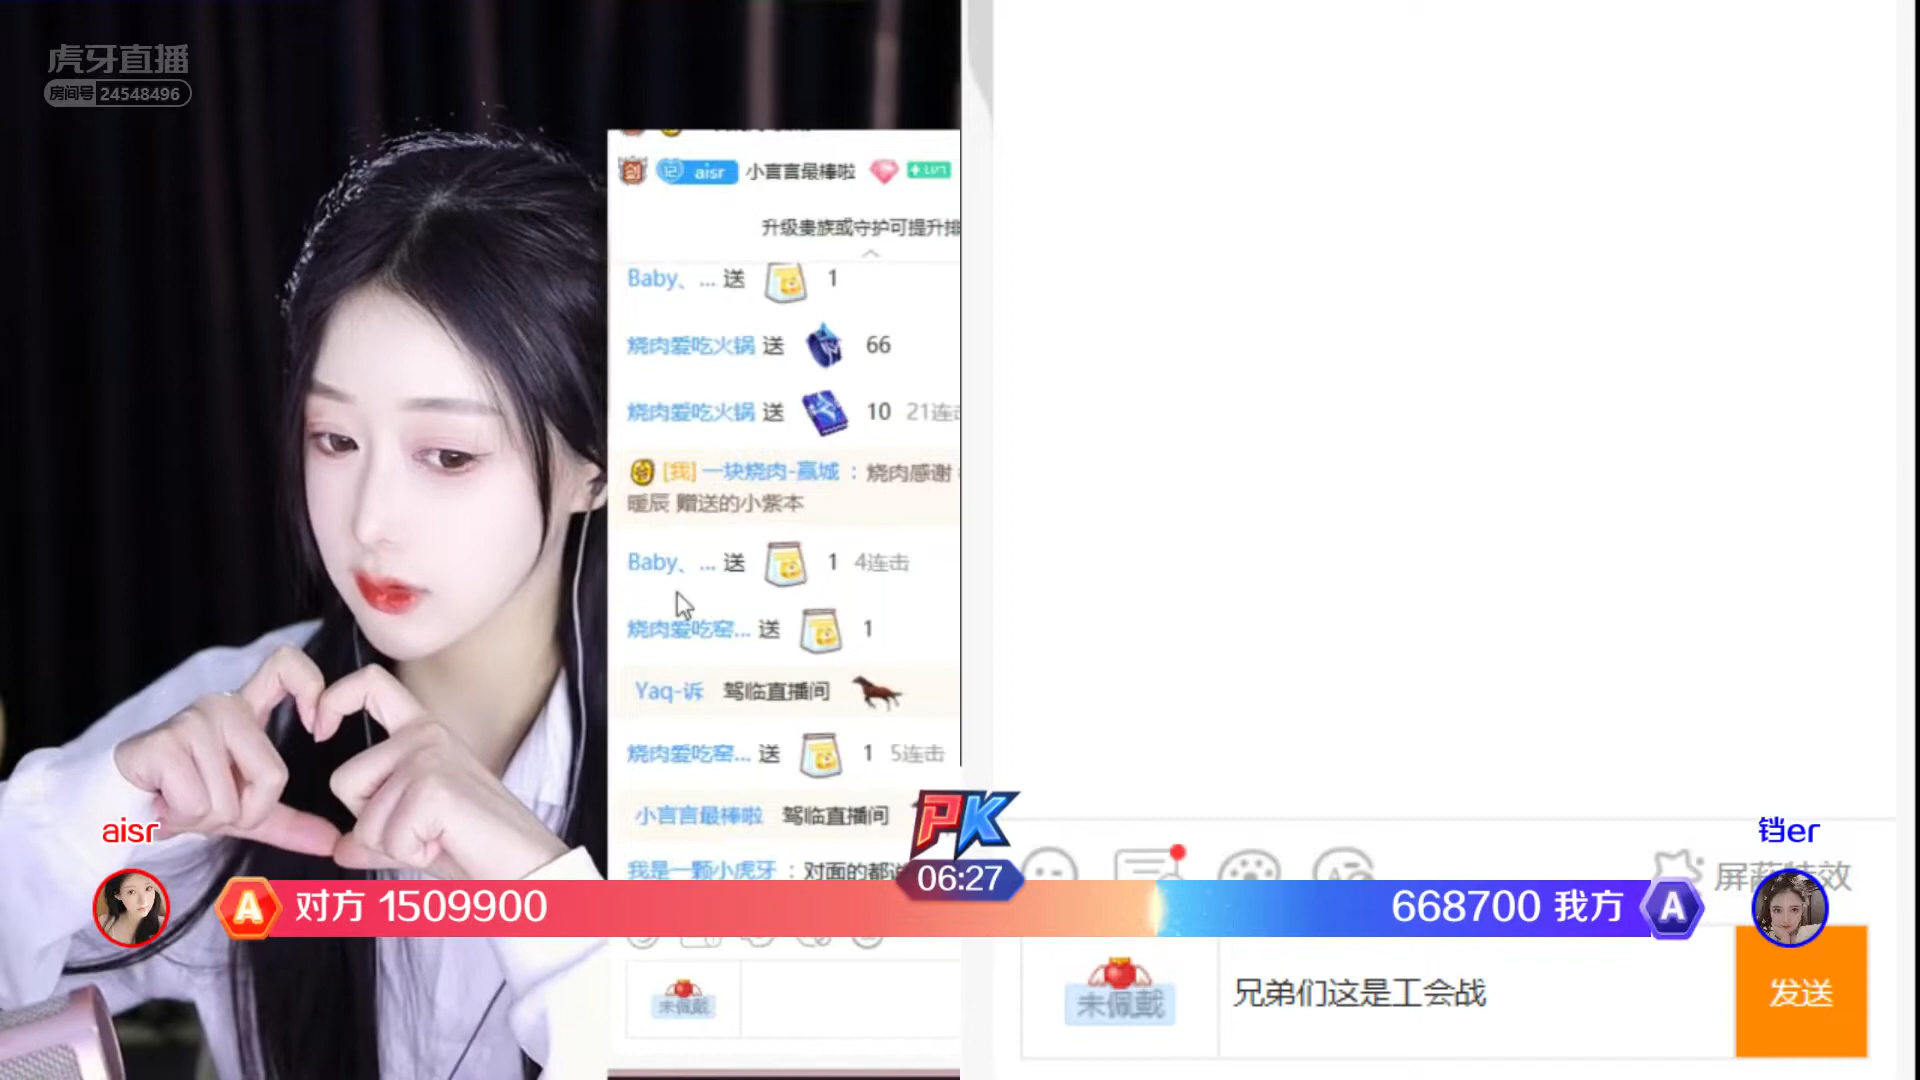 虎牙直播
房间号 24548496
aisr 小言言最棒啦
升级贵族或守护可提升排
Baby、... 送 1
烧肉爱吃火锅 送 66
烧肉爱吃火锅 送 10 21连击
[我] 一块烧肉-赢城 : 烧肉感谢
暖辰 赠送的小紫本
Baby、... 送 1 4连击
烧肉爱吃窑... 送 1
Yaq-诉 驾临直播间
烧肉爱吃窑... 送 1 5连击
小言言最棒啦 驾临直播间
我是一颗小虎牙 : 对面的都
aisr
PK
铛er
06:27
屏蔽特效
A 对方 1509900
668700 我方 A
未佩戴
未佩戴
兄弟们这是工会战
发送